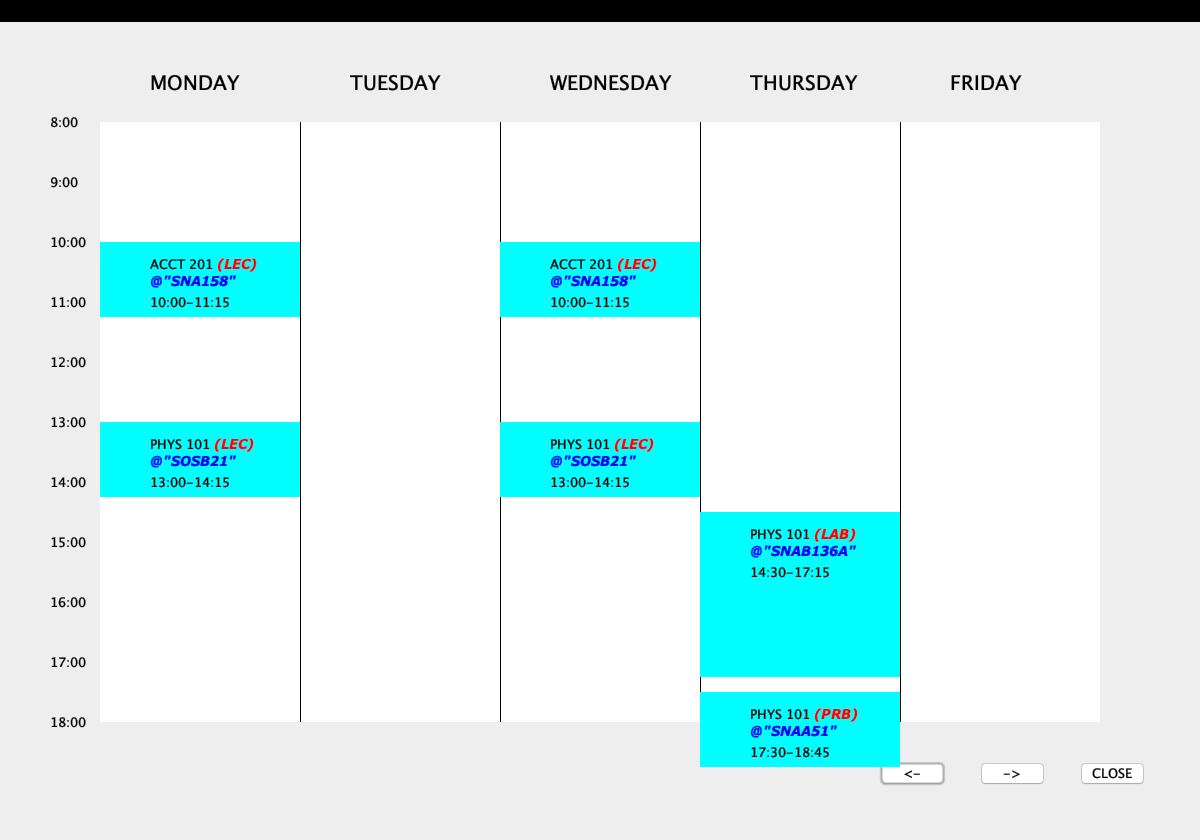 MONDAY TUESDAY WEDNESDAY THURSDAY FRIDAY
8:00
9:00
10:00
ACCT 201 (LEC) ACCT 201 (LEC)
@"SNA158" @"SNA158"
11:00 10:00-11:15 10:00-11:15
12:00
13:00
PHYS 101 (LEC) PHYS 101 (LEC)
@"SOSB21" @"SOSB21"
14:00 13:00-14:15 13:00-14:15
15:00 PHYS 101 (LAB)
@"SNAB136A"
14:30-17:15
16:00
17:00
18:00 PHYS 101 (PRB)
@"SNAA51"
17:30-18:45
<- -> CLOSE